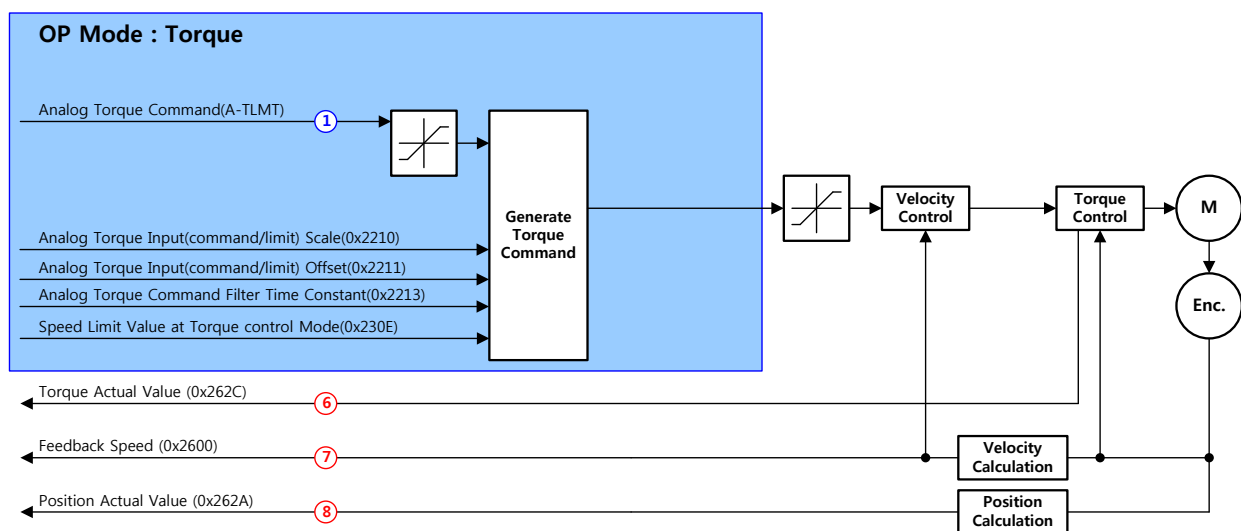 OP Mode : Torque
Analog Torque Command(A-TLMT)
1
Generate
Torque
Command
Analog Torque Input(command/limit) Scale(0x2210)
Analog Torque Input(command/limit) Offset(0x2211)
Analog Torque Command Filter Time Constant(0x2213)
Speed Limit Value at Torque control Mode(0x230E)
Velocity
Control
Torque
Control
M
Enc.
Torque Actual Value (0x262C)
6
Feedback Speed (0x2600)
7
Velocity
Calculation
Position Actual Value (0x262A)
8
Position
Calculation